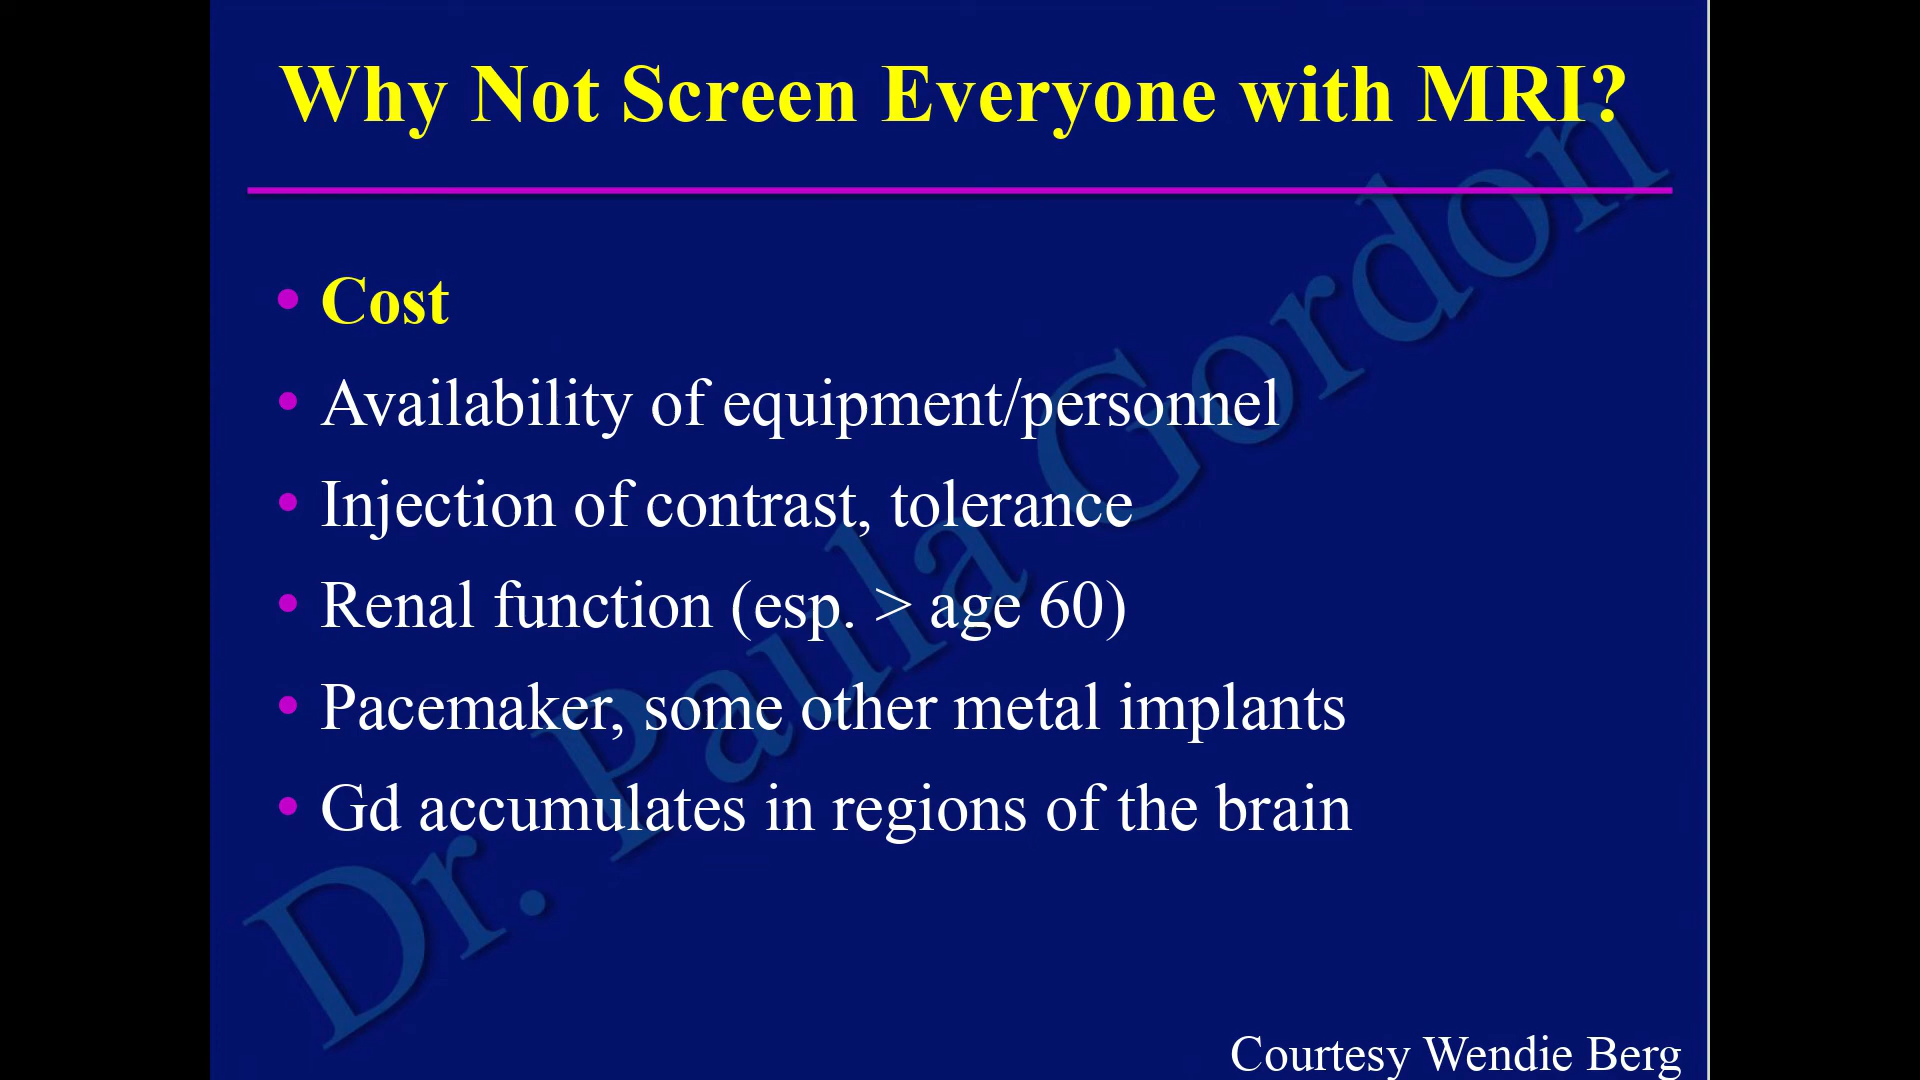 Why Not Screen Everyone with MRI?
• Cost
• Availability of equipment/personnel
• Injection of contrast, tolerance
• Renal function (esp. > age 60)
• Pacemaker, some other metal implants
• Gd accumulates in regions of the brain
Dr. Paula Gordon
Courtesy Wendie Berg